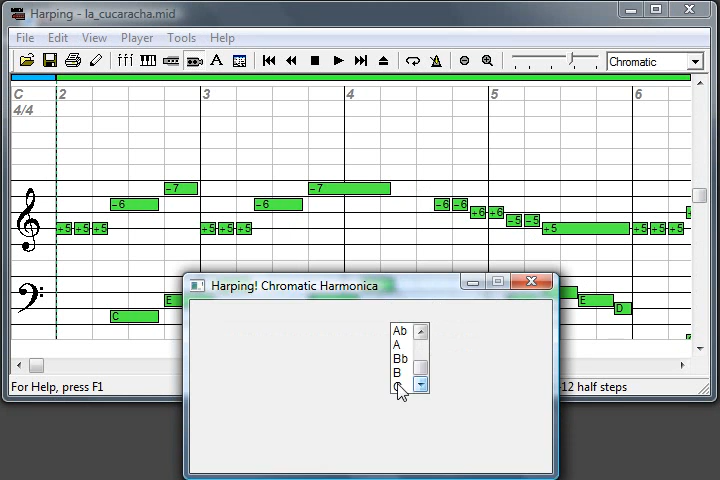 Harping - la_cucaracha.mid
File Edit View Player Tools Help
A Chromatic
C 2 3 4 5 6
4/4
-7 -7
-6 -6 -6 -6 +6 +6
-5 -5
+5 +5 +5 +5 +5 +5 +5 +5 +5 +5
E E D
C
Harping! Chromatic Harmonica
Ab
A
Bb
B
For Help, press F1 -12 half steps